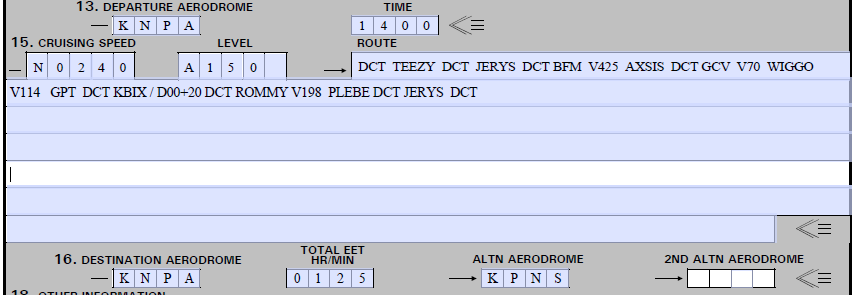 13. DEPARTURE AERODROME TIME
— K N P A 1 4 0 0
15. CRUISING SPEED LEVEL ROUTE
— N 0 2 4 0 A 1 5 0 → DCT TEEZY DCT JERYS DCT BFM V425 AXSIS DCT GCV V70 WIGGO
V114 GPT DCT KBIX / D00+20 DCT ROMMY V198 PLEBE DCT JERYS DCT
16. DESTINATION AERODROME TOTAL EET HR/MIN ALTN AERODROME 2ND ALTN AERODROME
— K N P A 0 1 2 5 → K P N S →
18. OTHER INFORMATION